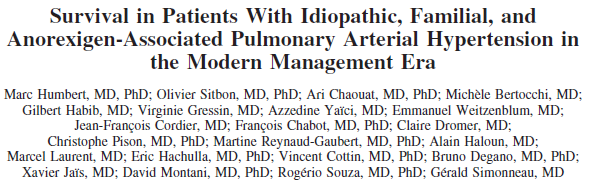 Survival in Patients With Idiopathic, Familial, and
Anorexigen-Associated Pulmonary Arterial Hypertension in
the Modern Management Era
Marc Humbert, MD, PhD; Olivier Sitbon, MD, PhD; Ari Chaouat, MD, PhD; Michèle Bertocchi, MD;
Gilbert Habib, MD; Virginie Gressin, MD; Azzedine Yaïci, MD; Emmanuel Weitzenblum, MD;
Jean-François Cordier, MD; François Chabot, MD, PhD; Claire Dromer, MD;
Christophe Pison, MD, PhD; Martine Reynaud-Gaubert, MD, PhD; Alain Haloun, MD;
Marcel Laurent, MD; Eric Hachulla, MD, PhD; Vincent Cottin, MD, PhD; Bruno Degano, MD, PhD;
Xavier Jaïs, MD; David Montani, MD, PhD; Rogério Souza, MD, PhD; Gérald Simonneau, MD